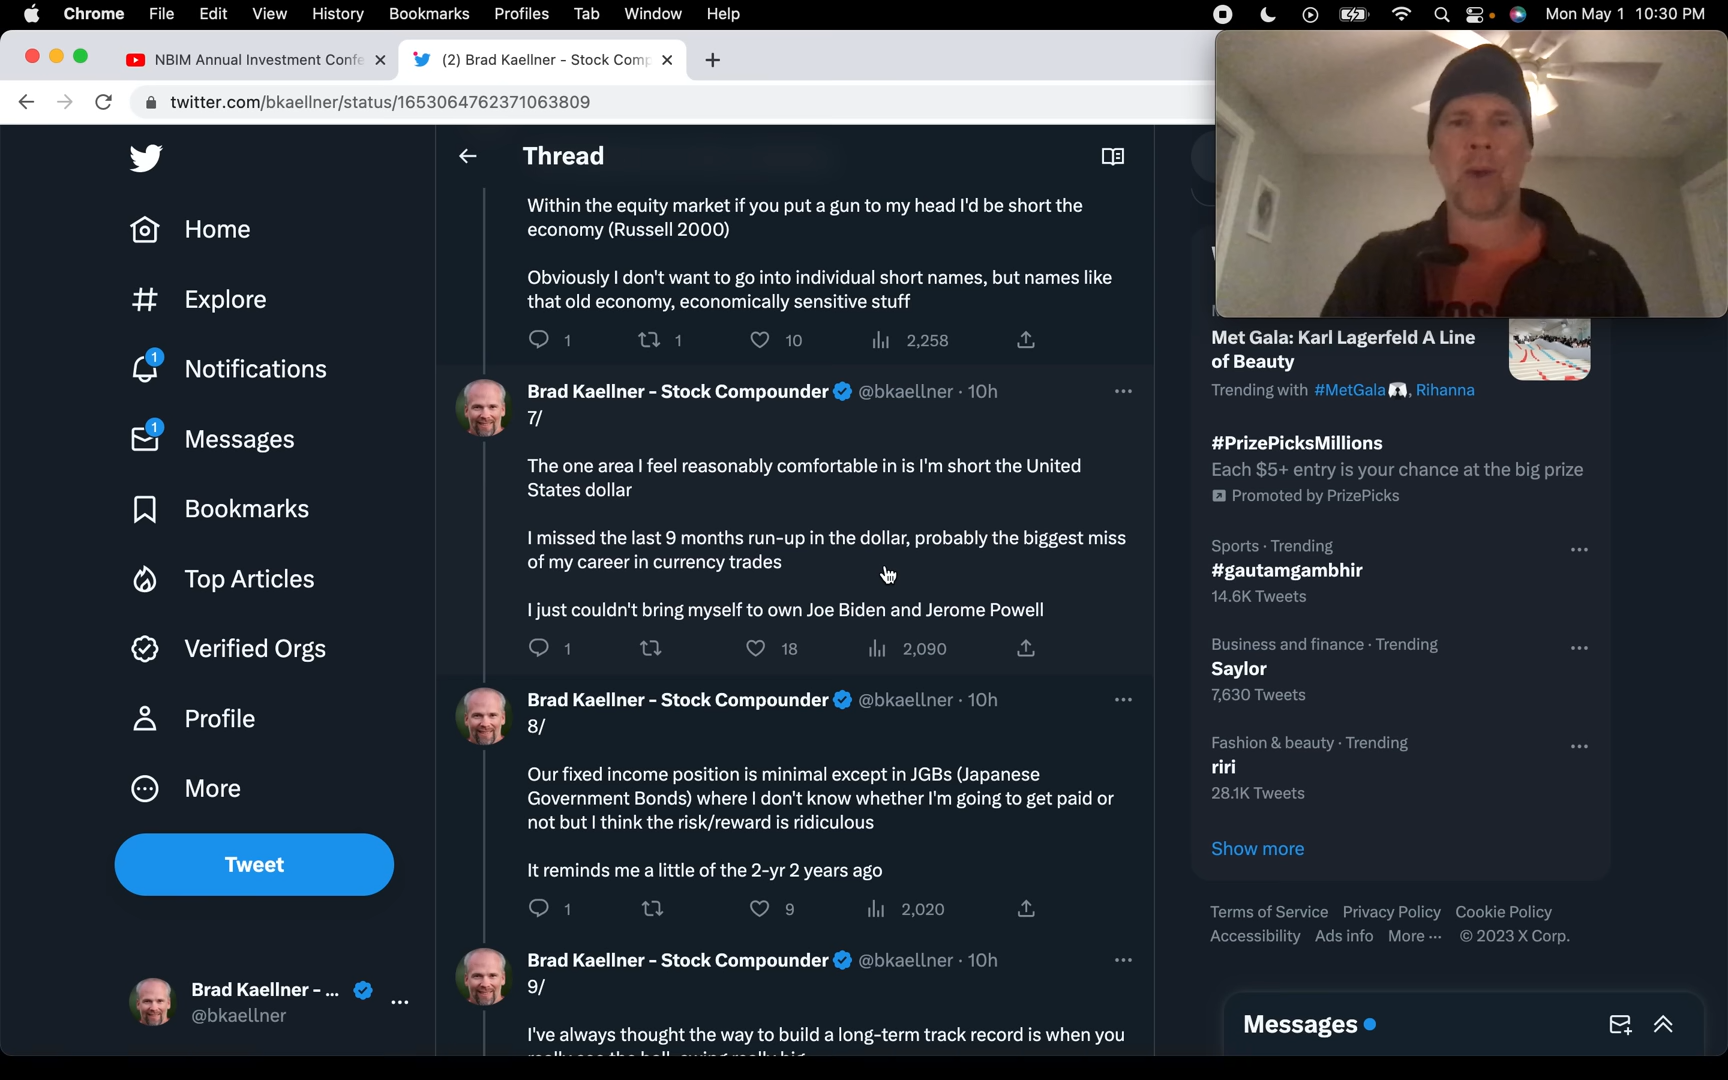 Chrome File Edit View History Bookmarks Profiles Tab Window Help Mon May 1 10:30 PM
NBIM Annual Investment Confe
(2) Brad Kaellner - Stock Comp
twitter.com/bkaellner/status/1653064762371063809
Home
Explore
1
Notifications
1
Messages
Bookmarks
Top Articles
Verified Orgs
Profile
More
Tweet
Brad Kaellner - ...
@bkaellner
Thread
Within the equity market if you put a gun to my head I'd be short the
economy (Russell 2000)
Obviously I don't want to go into individual short names, but names like
that old economy, economically sensitive stuff
1 1 10 2,258
Brad Kaellner - Stock Compounder @bkaellner · 10h
7/
The one area I feel reasonably comfortable in is I'm short the United
States dollar
I missed the last 9 months run-up in the dollar, probably the biggest miss
of my career in currency trades
I just couldn't bring myself to own Joe Biden and Jerome Powell
1 18 2,090
Brad Kaellner - Stock Compounder @bkaellner · 10h
8/
Our fixed income position is minimal except in JGBs (Japanese
Government Bonds) where I don't know whether I'm going to get paid or
not but I think the risk/reward is ridiculous
It reminds me a little of the 2-yr 2 years ago
1 9 2,020
Brad Kaellner - Stock Compounder @bkaellner · 10h
9/
I've always thought the way to build a long-term track record is when you
Met Gala: Karl Lagerfeld A Line
of Beauty
Trending with #MetGala, Rihanna
#PrizePicksMillions
Each $5+ entry is your chance at the big prize
Promoted by PrizePicks
Sports · Trending
#gautamgambhir
14.6K Tweets
Business and finance · Trending
Saylor
7,630 Tweets
Fashion & beauty · Trending
riri
28.1K Tweets
Show more
Terms of Service Privacy Policy Cookie Policy
Accessibility Ads info More ··· © 2023 X Corp.
Messages